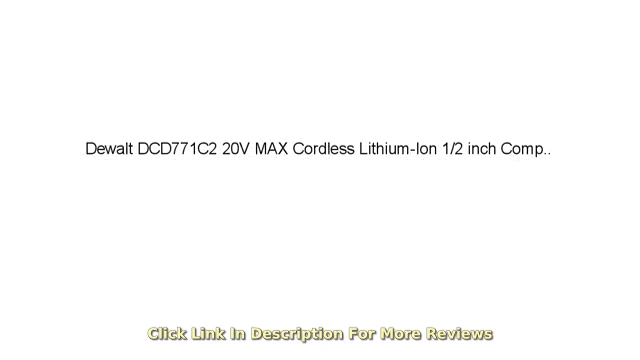 Dewalt DCD771C2 20V MAX Cordless Lithium-Ion 1/2 inch Comp..
Click Link In Description For More Reviews